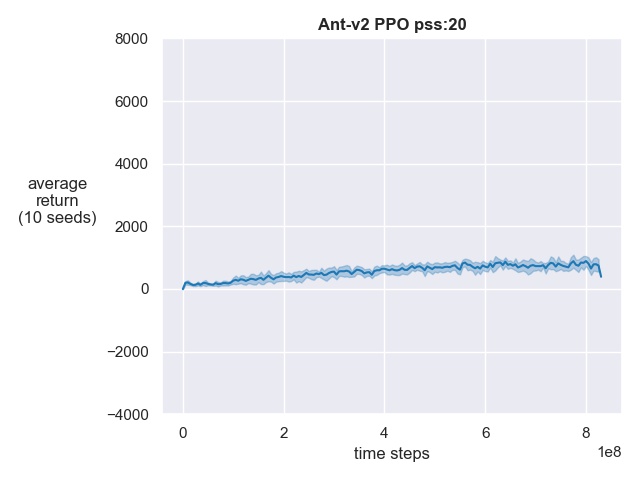 Ant-v2 PPO pss:20
8000
6000
4000
2000
0
−2000
−4000
average
return
(10 seeds)
0 2 4 6 8
1e8
time steps